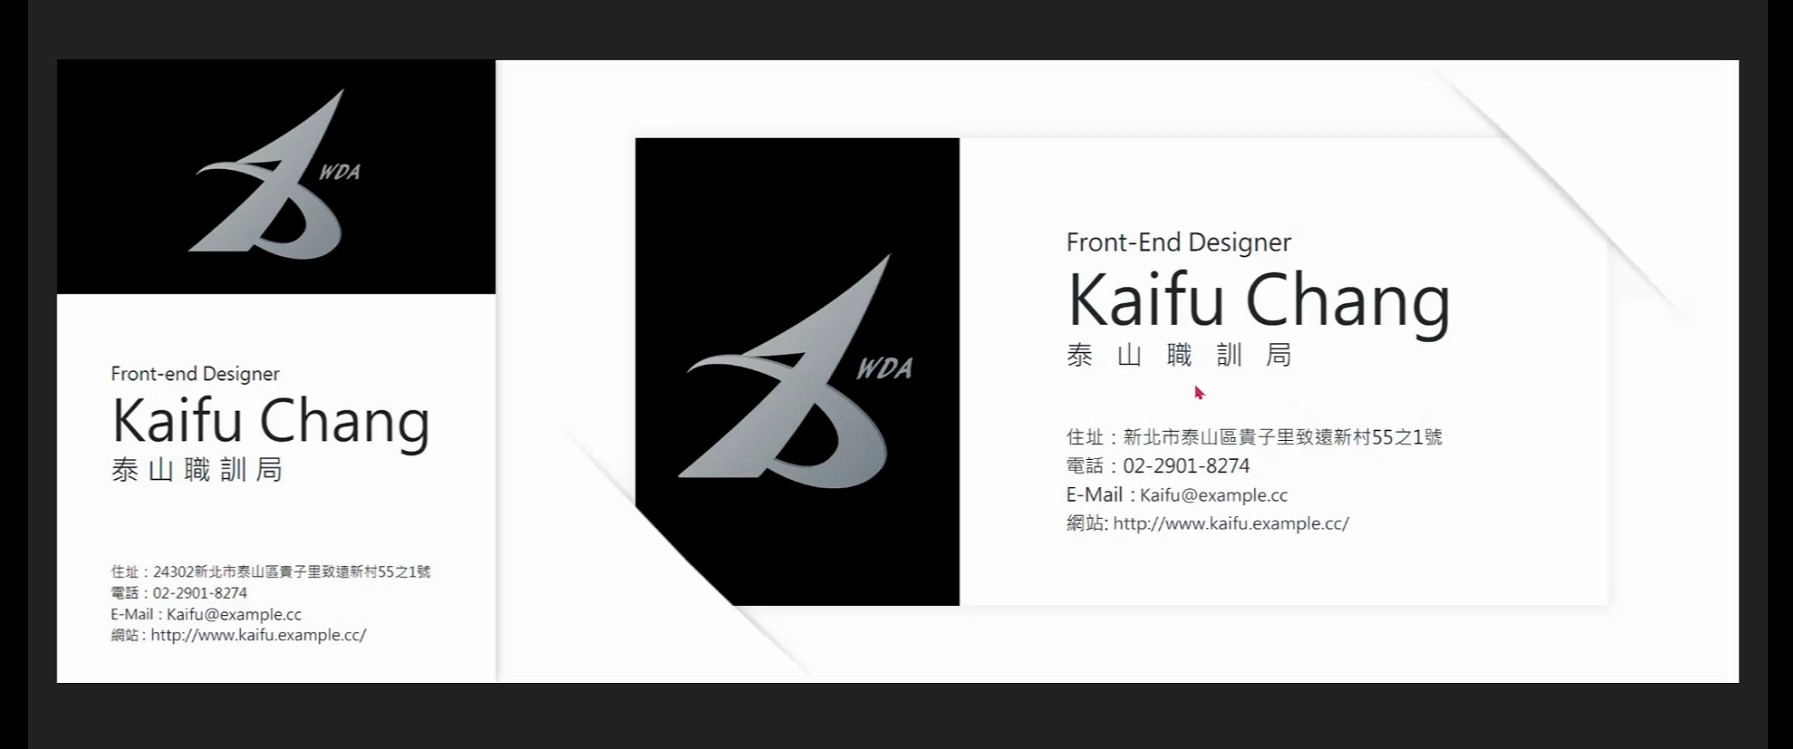 WDA
Front-end Designer
Kaifu Chang
泰山職訓局
住址：24302新北市泰山區貴子里致遠新村55之1號
電話：02-2901-8274
E-Mail : Kaifu@example.cc
網站 : http://www.kaifu.example.cc/
WDA
Front-End Designer
Kaifu Chang
泰 山 職 訓 局
住址：新北市泰山區貴子里致遠新村55之1號
電話：02-2901-8274
E-Mail : Kaifu@example.cc
網站: http://www.kaifu.example.cc/